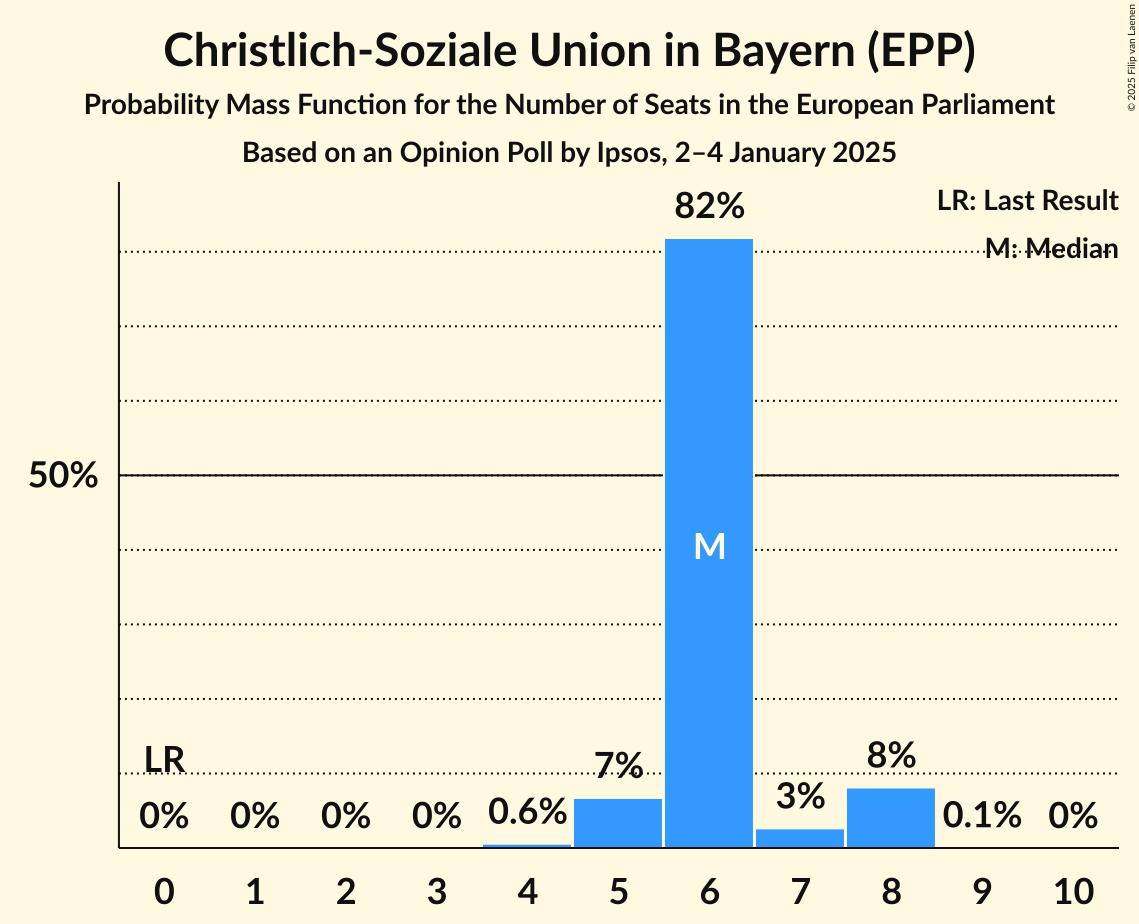 Christlich-Soziale Union in Bayern (EPP)
Probability Mass Function for the Number of Seats in the European Parliament
Based on an Opinion Poll by Ipsos, 2–4 January 2025
© 2025 Filip van Laenen
LR: Last Result
M: Median
82%
50%
M
LR
0% 0% 0% 0% 0.6% 7% 3% 8% 0.1% 0%
0 1 2 3 4 5 6 7 8 9 10